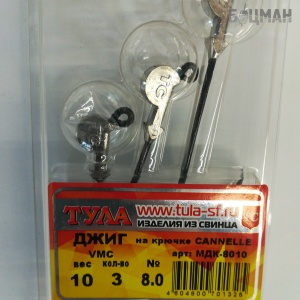 БОЦМАН
ТУЛА
www.tula-sf.ru
ИЗДЕЛИЯ ИЗ СВИНЦА
ДЖИГ на крючке CANNELLE
VMC арт: МДК-8010
вес кол-во №
10 3 8.0
4604600701325